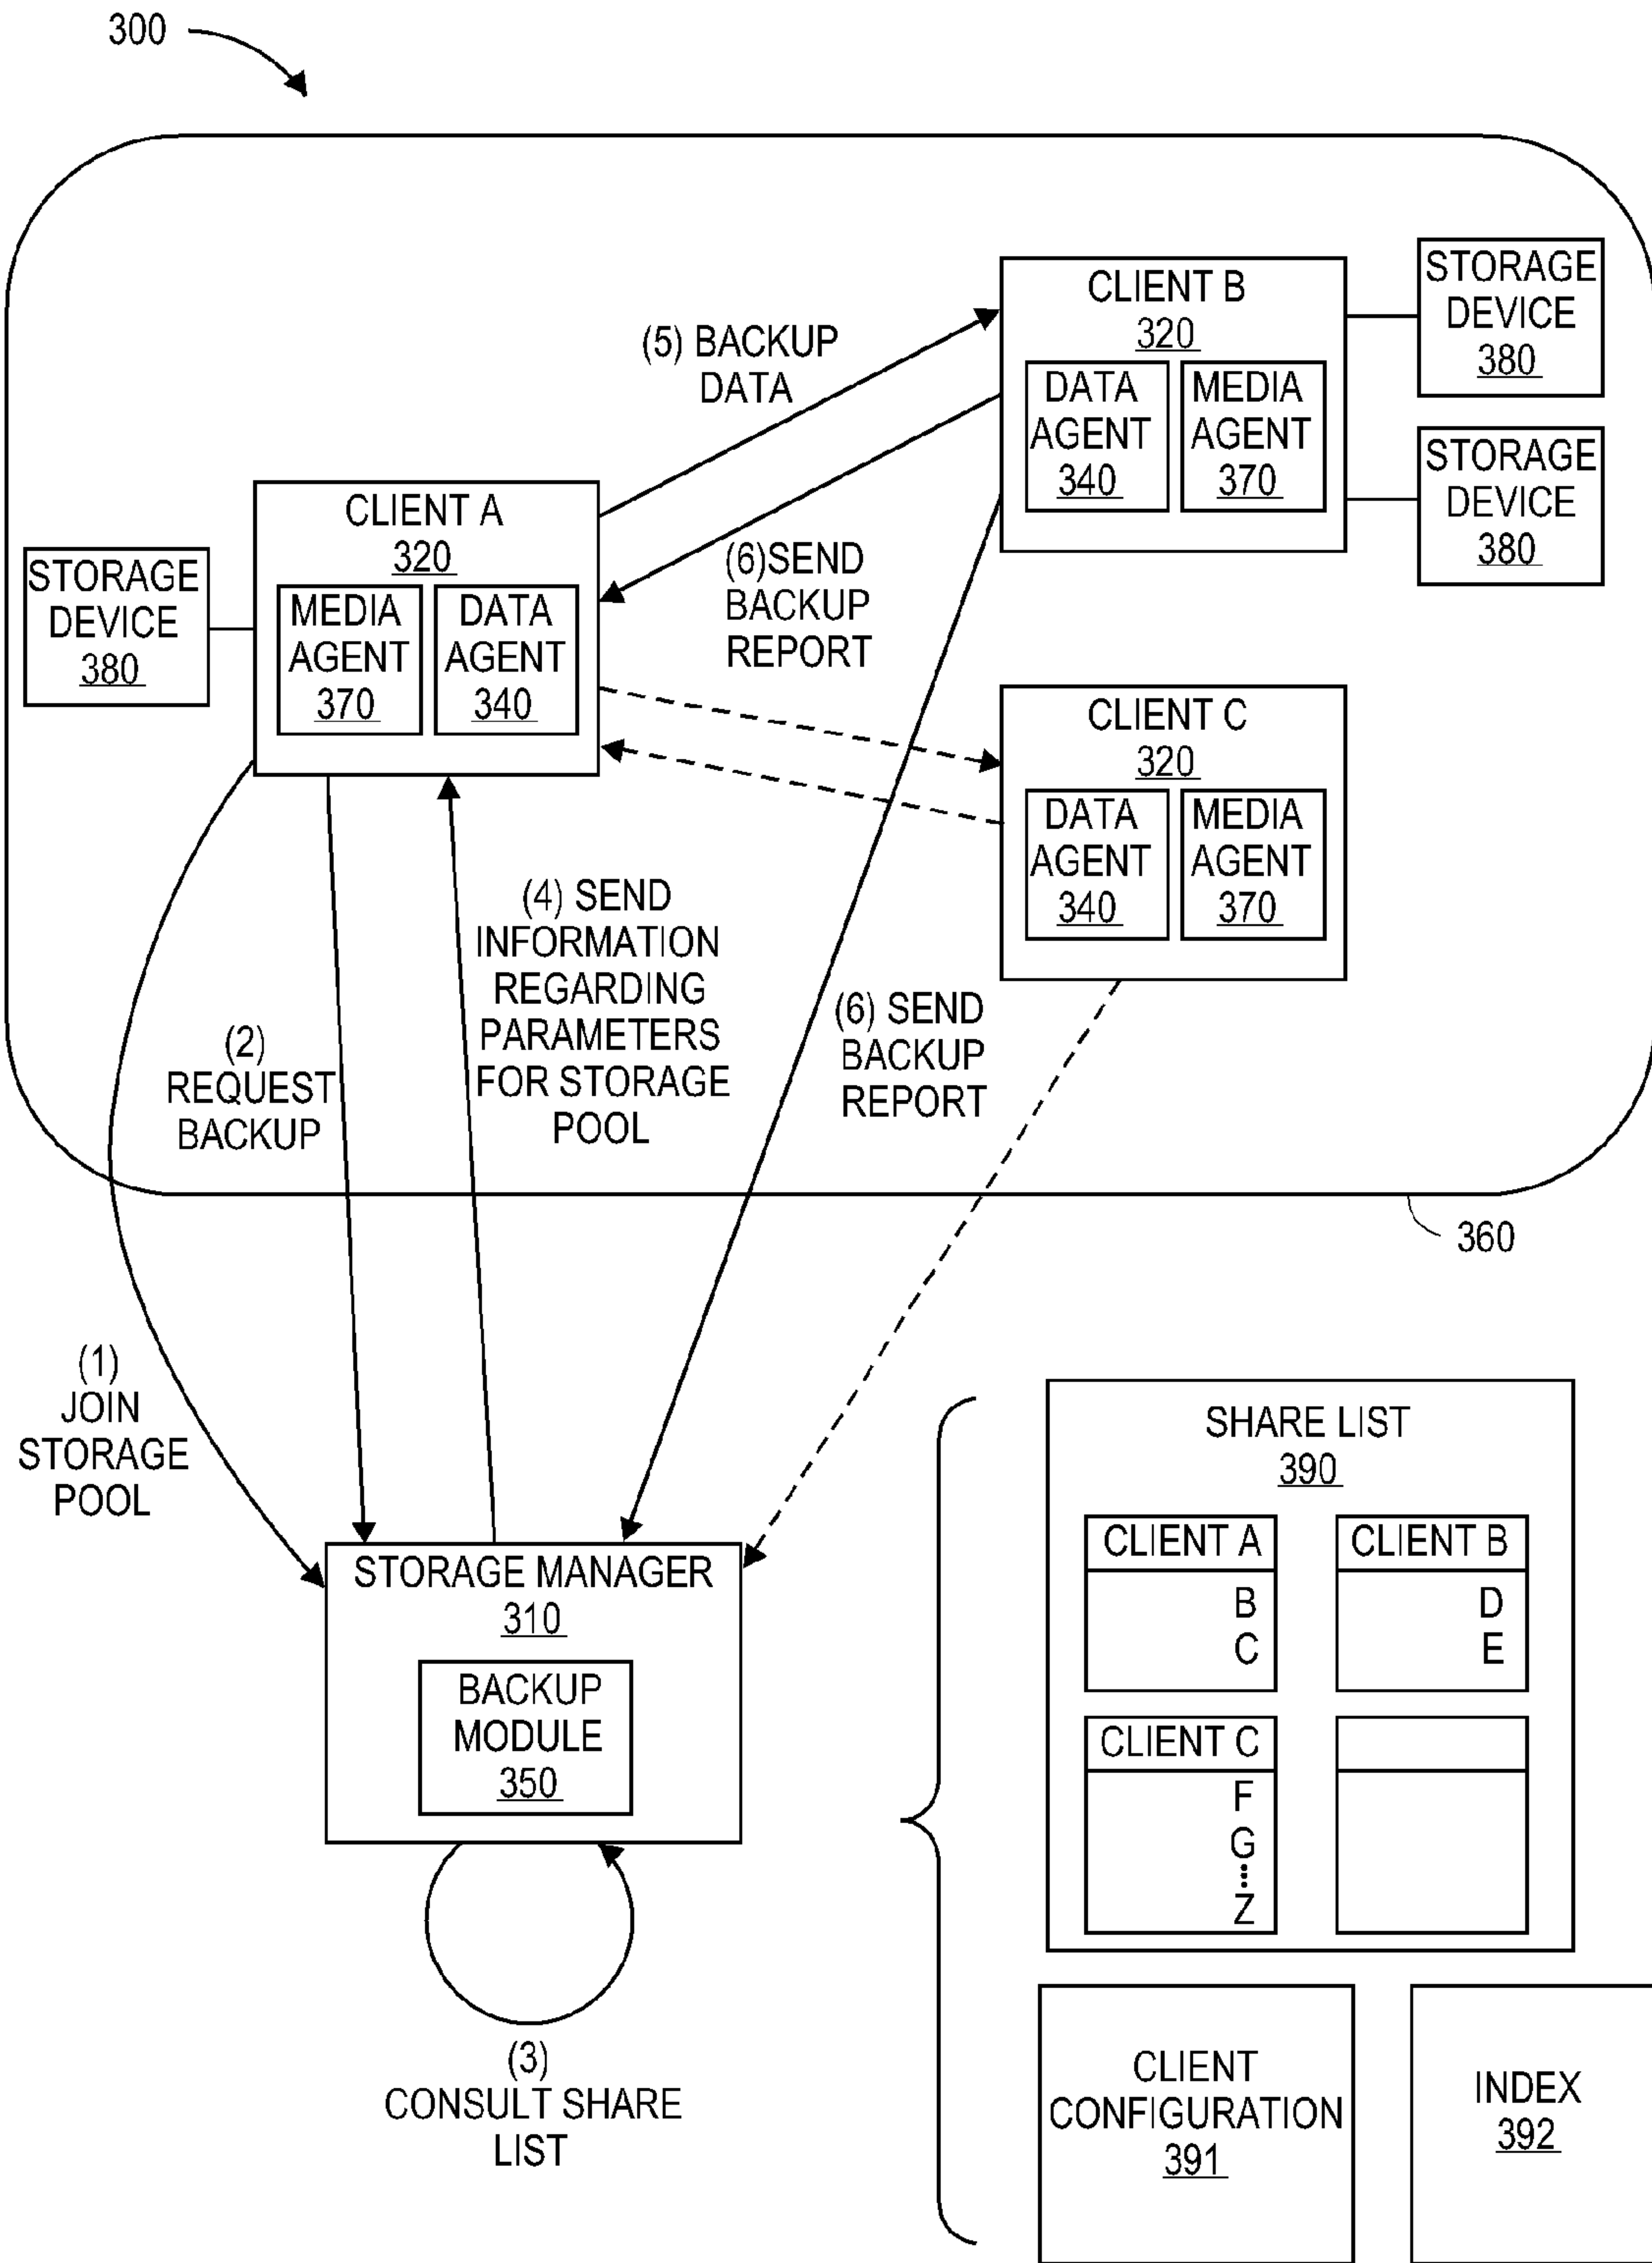 300
CLIENT B
320
DATA
AGENT
340
MEDIA
AGENT
370
STORAGE
DEVICE
380
STORAGE
DEVICE
380
(5) BACKUP
DATA
CLIENT A
320
MEDIA
AGENT
370
DATA
AGENT
340
STORAGE
DEVICE
380
(6)SEND
BACKUP
REPORT
CLIENT C
320
DATA
AGENT
340
MEDIA
AGENT
370
(4) SEND
INFORMATION
REGARDING
PARAMETERS
FOR STORAGE
POOL
(6) SEND
BACKUP
REPORT
(2)
REQUEST
BACKUP
360
(1)
JOIN
STORAGE
POOL
STORAGE MANAGER
310
BACKUP
MODULE
350
(3)
CONSULT SHARE
LIST
SHARE LIST
390
CLIENT A
B
C
CLIENT B
D
E
CLIENT C
F
G
⋮
Z
CLIENT
CONFIGURATION
391
INDEX
392